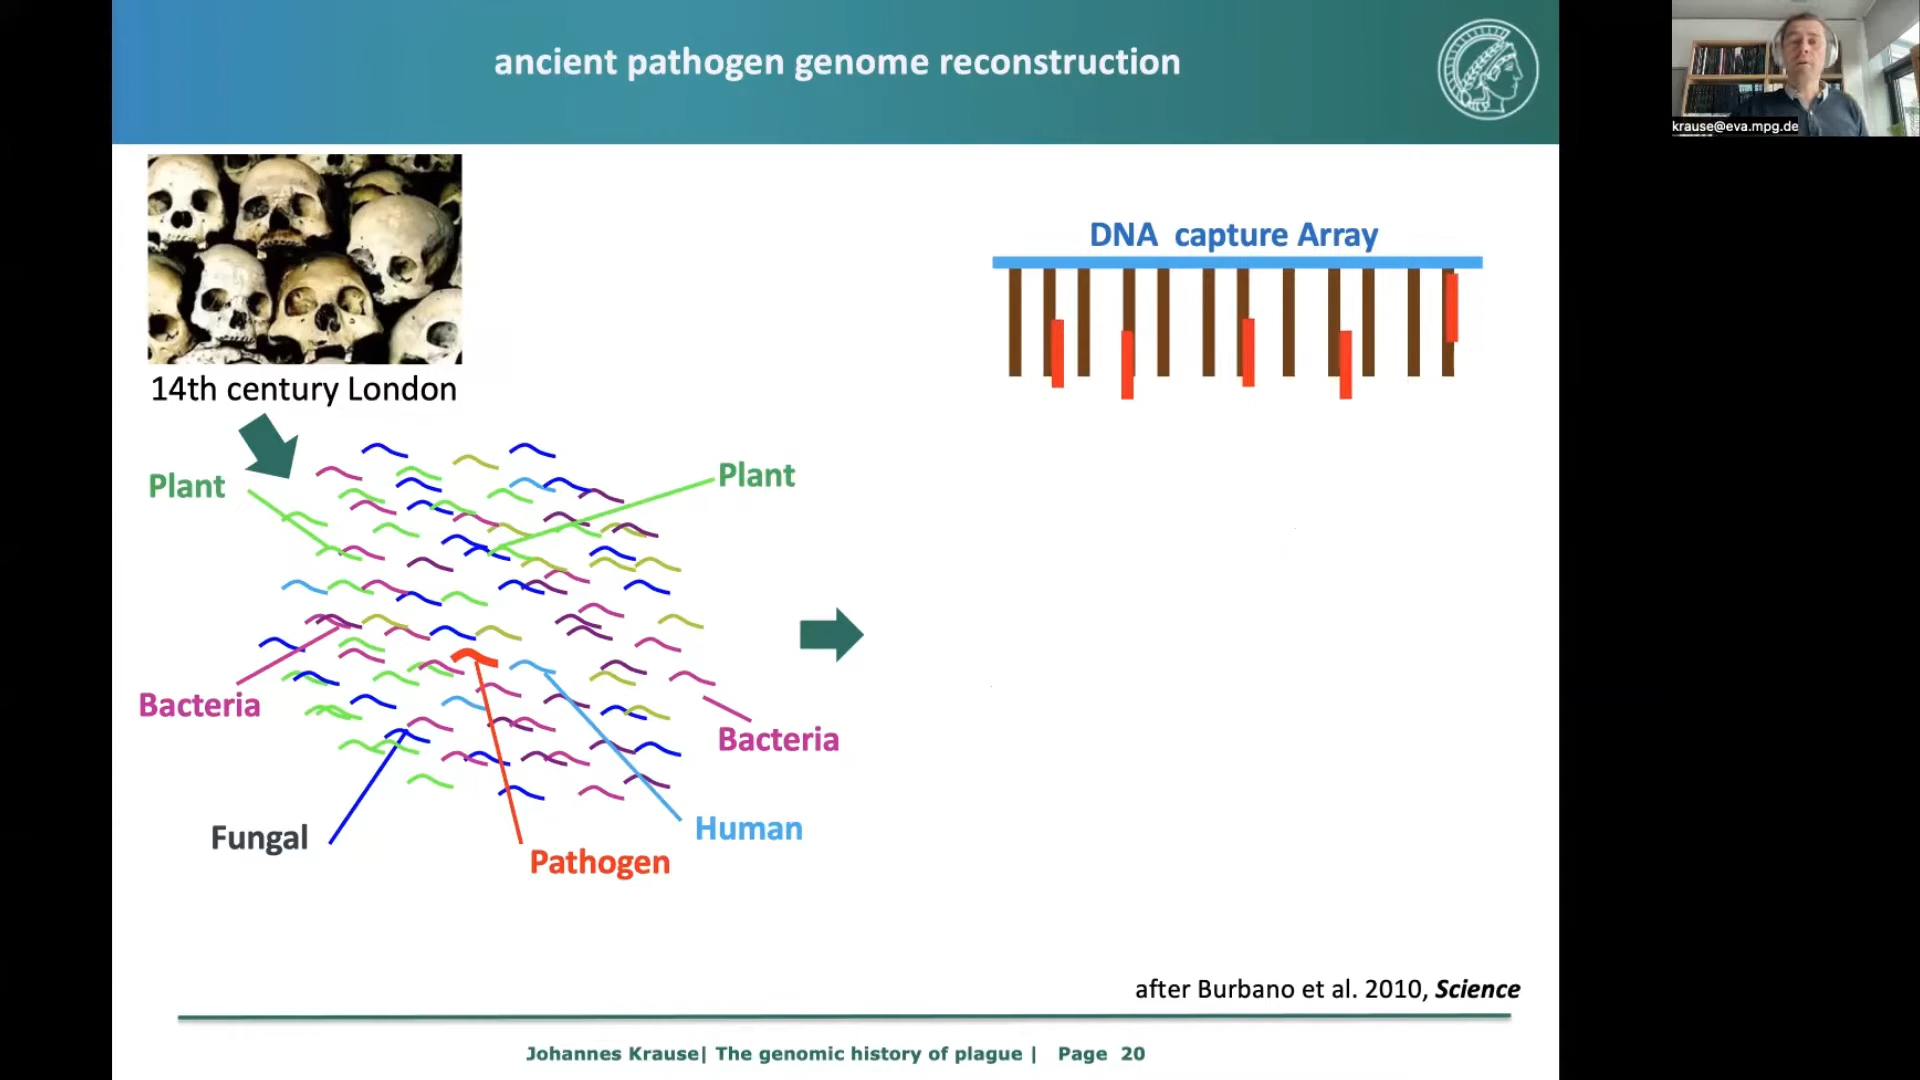 ancient pathogen genome reconstruction
krause@eva.mpg.de
DNA capture Array
14th century London
Plant
Plant
Bacteria
Bacteria
Human
Fungal
Pathogen
after Burbano et al. 2010, Science
Johannes Krause| The genomic history of plague | Page 20